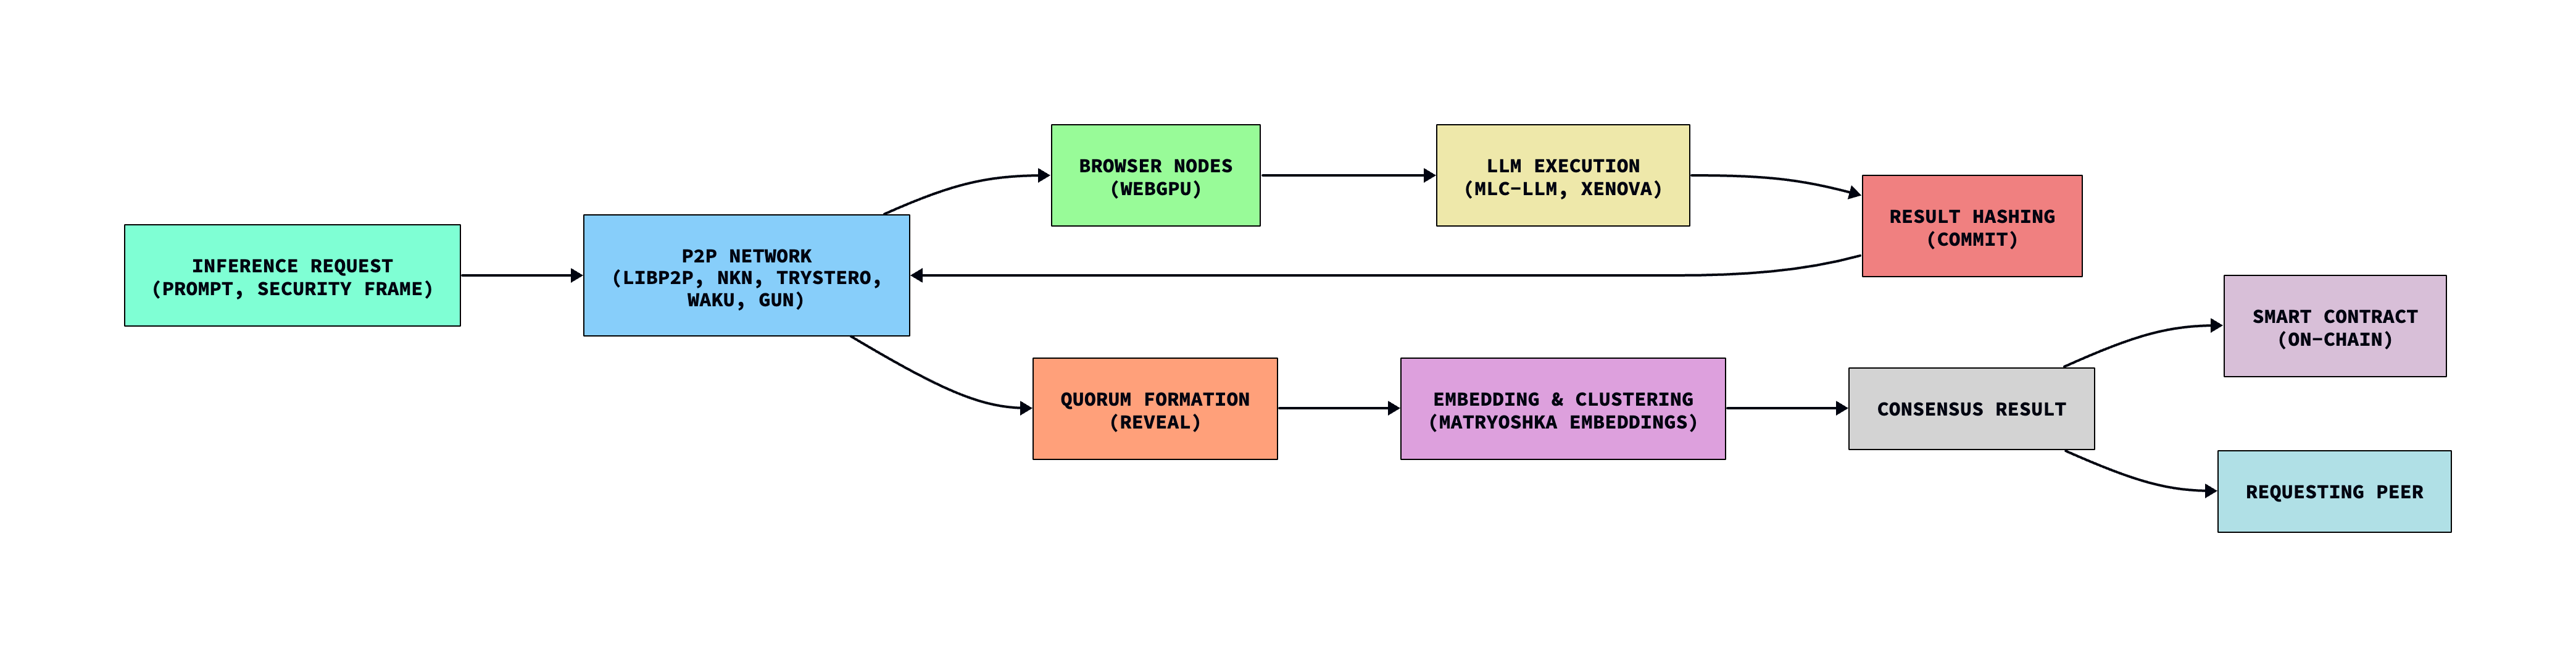 INFERENCE REQUEST
(PROMPT, SECURITY FRAME)
P2P NETWORK
(LIBP2P, NKN, TRYSTERO,
WAKU, GUN)
BROWSER NODES
(WEBGPU)
LLM EXECUTION
(MLC-LLM, XENOVA)
RESULT HASHING
(COMMIT)
QUORUM FORMATION
(REVEAL)
EMBEDDING & CLUSTERING
(MATRYOSHKA EMBEDDINGS)
CONSENSUS RESULT
SMART CONTRACT
(ON-CHAIN)
REQUESTING PEER